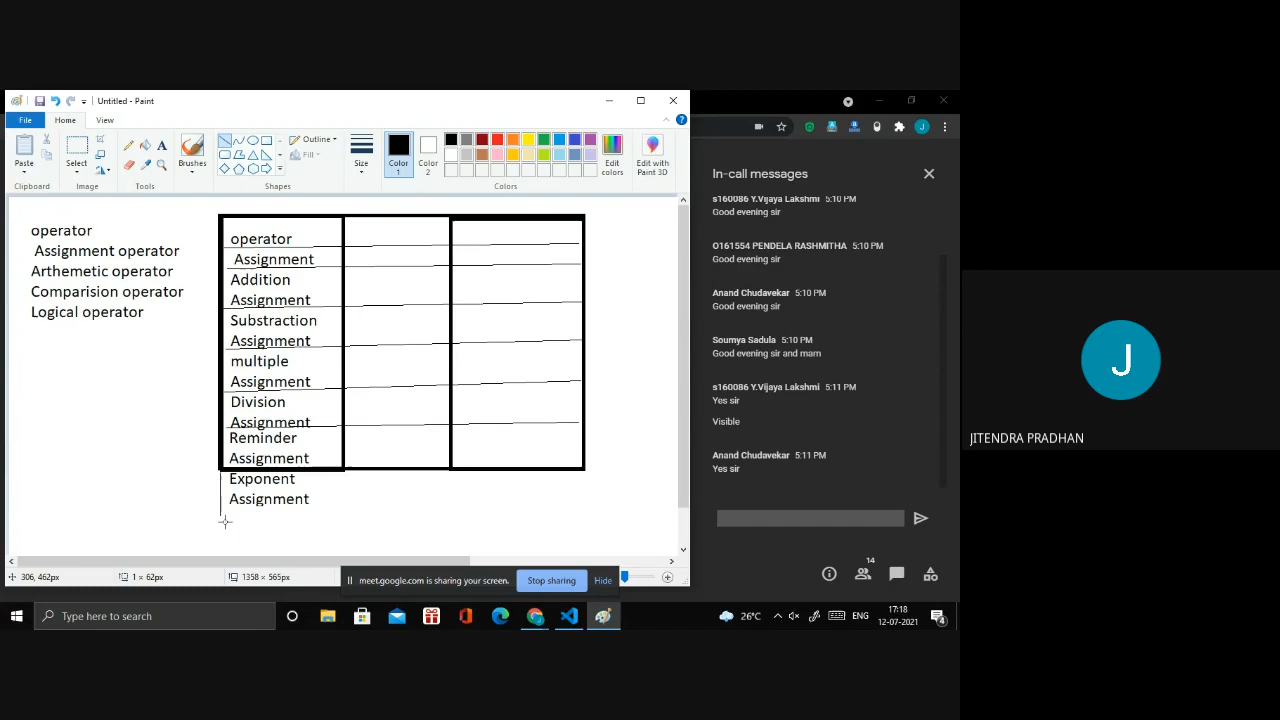 Untitled - Paint
File
Home
View
Paste
Select
Brushes
Size
Outline
Fill
Color 1
Color 2
Edit colors
Edit with Paint 3D
Clipboard
Image
Tools
Shapes
Colors
operator
Assignment operator
Arthemetic operator
Comparision operator
Logical operator
operator
Assignment
Addition
Assignment
Substraction
Assignment
multiple
Assignment
Division
Assignment
Reminder
Assignment
Exponent
Assignment
306, 462px
1 × 62px
1358 × 565px
meet.google.com is sharing your screen.
Stop sharing
Hide
J
In-call messages
s160086 Y.Vijaya Lakshmi 5:10 PM
Good evening sir
O161554 PENDELA RASHMITHA 5:10 PM
Good evening sir
Anand Chudavekar 5:10 PM
Good evening sir
Soumya Sadula 5:10 PM
Good evening sir and mam
s160086 Y.Vijaya Lakshmi 5:11 PM
Yes sir
Visible
Anand Chudavekar 5:11 PM
Yes sir
14
Type here to search
26°C
ENG
17:18
12-07-2021
4
J
JITENDRA PRADHAN